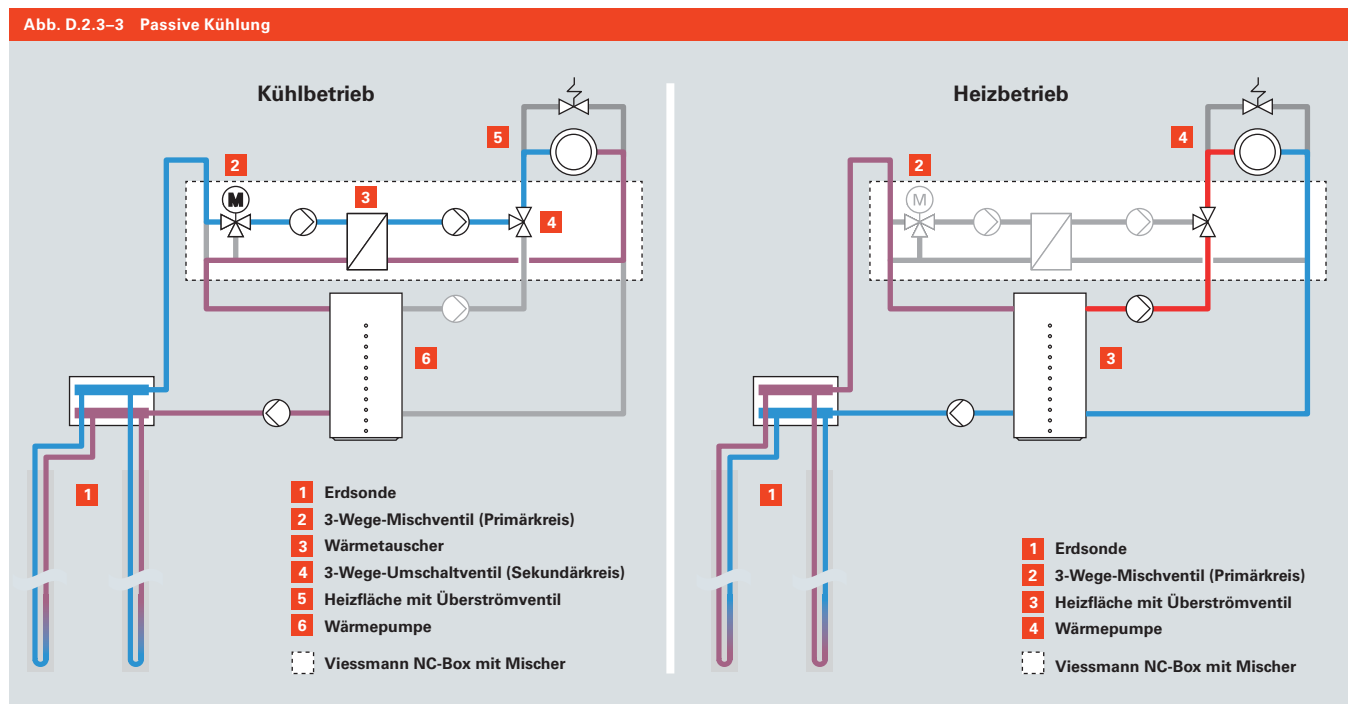 Abb. D.2.3–3 Passive Kühlung
Kühlbetrieb
5
2
M
3
4
6
1
1 Erdsonde
2 3-Wege-Mischventil (Primärkreis)
3 Wärmetauscher
4 3-Wege-Umschaltventil (Sekundärkreis)
5 Heizfläche mit Überströmventil
6 Wärmepumpe
Viessmann NC-Box mit Mischer
Heizbetrieb
4
2
M
3
1
1 Erdsonde
2 3-Wege-Mischventil (Primärkreis)
3 Heizfläche mit Überströmventil
4 Wärmepumpe
Viessmann NC-Box mit Mischer